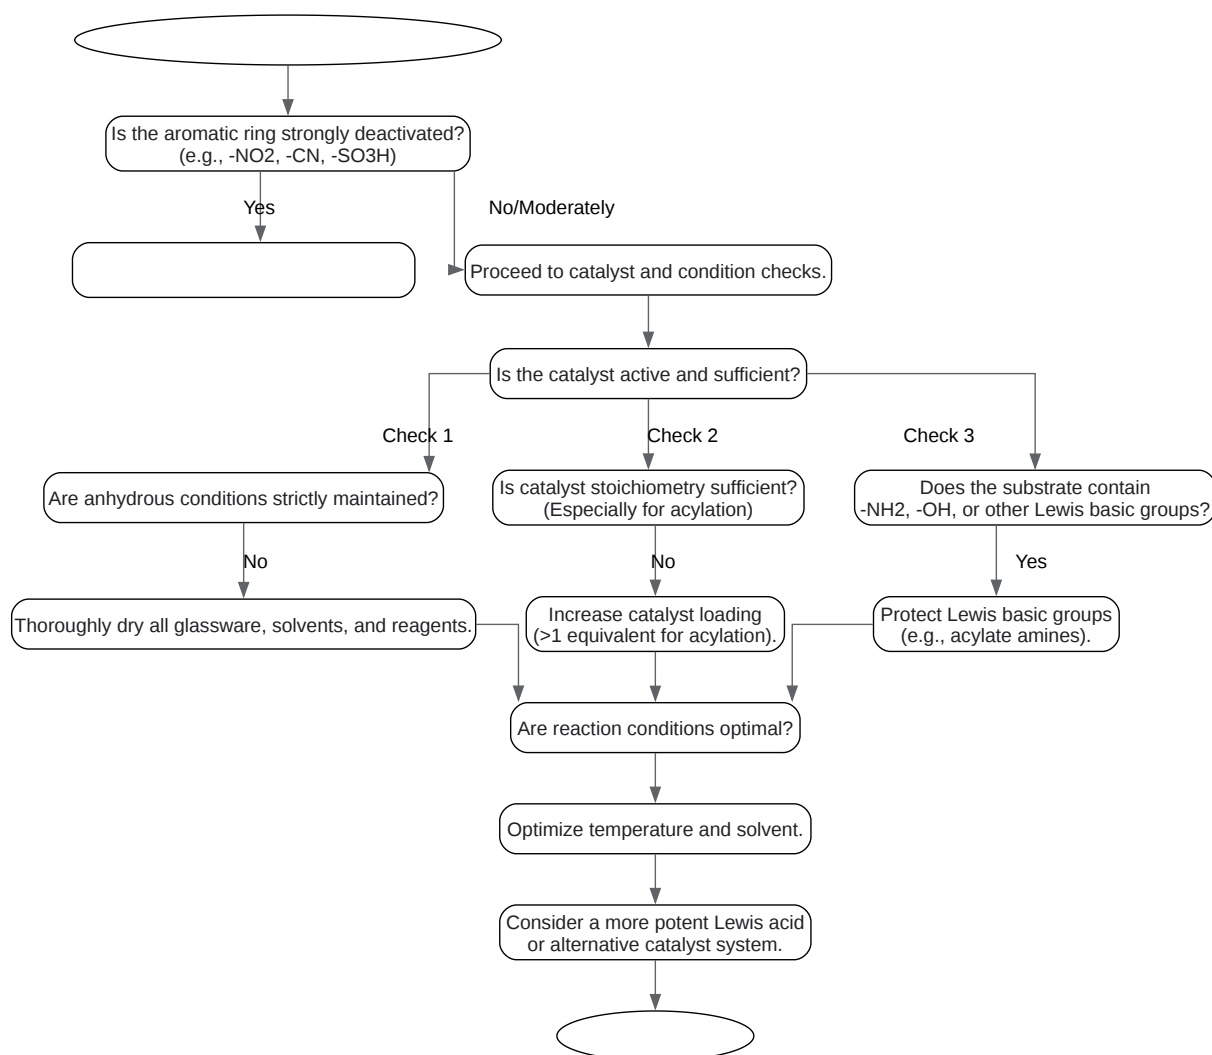 Is the aromatic ring strongly deactivated?
(e.g., -NO2, -CN, -SO3H)
Yes
No/Moderately
Proceed to catalyst and condition checks.
Is the catalyst active and sufficient?
Check 1
Check 2
Check 3
Are anhydrous conditions strictly maintained?
Is catalyst stoichiometry sufficient?
(Especially for acylation)
Does the substrate contain
-NH2, -OH, or other Lewis basic groups?
No
No
Yes
Thoroughly dry all glassware, solvents, and reagents.
Increase catalyst loading
(>1 equivalent for acylation).
Protect Lewis basic groups
(e.g., acylate amines).
Are reaction conditions optimal?
Optimize temperature and solvent.
Consider a more potent Lewis acid
or alternative catalyst system.